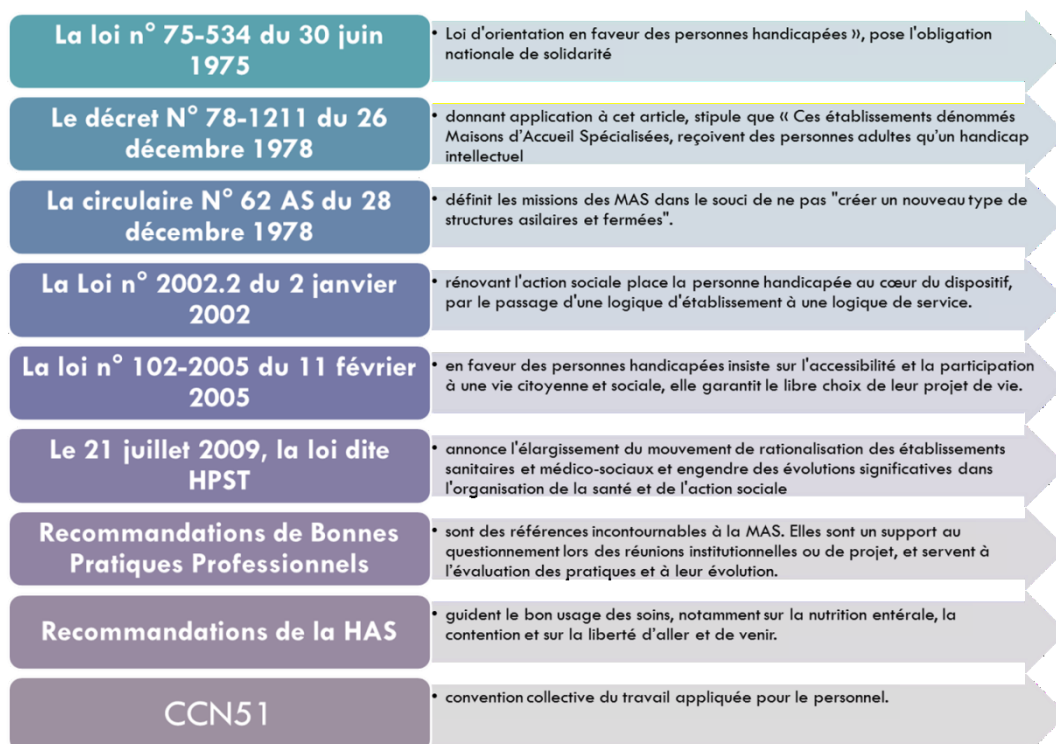 La loi n° 75-534 du 30 juin
1975
• Loi d'orientation en faveur des personnes handicapées », pose l'obligation
nationale de solidarité
Le décret N° 78-1211 du 26
décembre 1978
• donnant application à cet article, stipule que « Ces établissements dénommés
Maisons d'Accueil Spécialisées, reçoivent des personnes adultes qu'un handicap
intellectuel
La circulaire N° 62 AS du 28
décembre 1978
• définit les missions des MAS dans le souci de ne pas "créer un nouveau type de
structures asilaires et fermées".
La Loi n° 2002.2 du 2 janvier
2002
• rénovant l'action sociale place la personne handicapée au cœur du dispositif,
par le passage d'une logique d'établissement à une logique de service.
La loi n° 102-2005 du 11 février
2005
• en faveur des personnes handicapées insiste sur l'accessibilité et la participation
à une vie citoyenne et sociale, elle garantit le libre choix de leur projet de vie.
Le 21 juillet 2009, la loi dite
HPST
• annonce l'élargissement du mouvement de rationalisation des établissements
sanitaires et médico-sociaux et engendre des évolutions significatives dans
l'organisation de la santé et de l'action sociale
Recommandations de Bonnes
Pratiques Professionnels
• sont des références incontournables à la MAS. Elles sont un support au
questionnement lors des réunions institutionnelles ou de projet, et servent à
l'évaluation des pratiques et à leur évolution.
Recommandations de la HAS
• guident le bon usage des soins, notamment sur la nutrition entérale, la
contention et sur la liberté d'aller et de venir.
CCN51
• convention collective du travail appliquée pour le personnel.